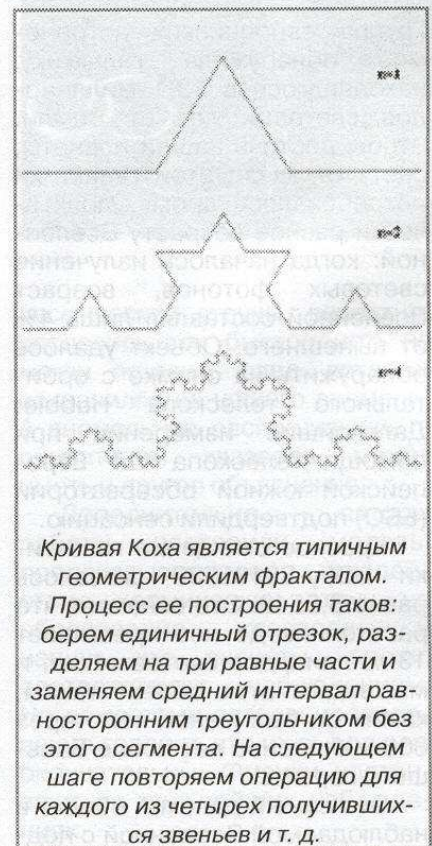 n=1
n=2
n=4
Кривая Коха является типичным
геометрическим фракталом.
Процесс ее построения таков:
берем единичный отрезок, раз-
деляем на три равные части и
заменяем средний интервал рав-
носторонним треугольником без
этого сегмента. На следующем
шаге повторяем операцию для
каждого из четырех получивших-
ся звеньев и т. д.